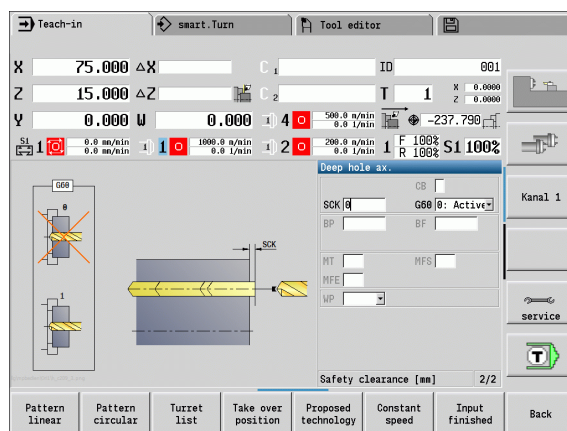 Teach-in smart.Turn Tool editor
X 75.000 △X C 1 ID 001
Z 15.000 △Z C 2 T 1 X 0.0000
Z 0.0000
Y 0.000 W 0.000 4 500.0 m/min
0.0 1/min -237.790
S1 1 0.0 mm/min
0.0 mm/min 1 1000.0 m/min
0.0 1/min 2 200.0 m/min
0.0 1/min 1 F 100%
R 100% S1 100%
Deep hole ax.
CB
SCK 0 G60 0: Active
BP BF
MT MFS
MFE
WP
Safety clearance [mm] 2/2
G60
0
1
SCK
Kanal 1
service
T
Pattern linear
Pattern circular
Turret list
Take over position
Proposed technology
Constant speed
Input finished
Back